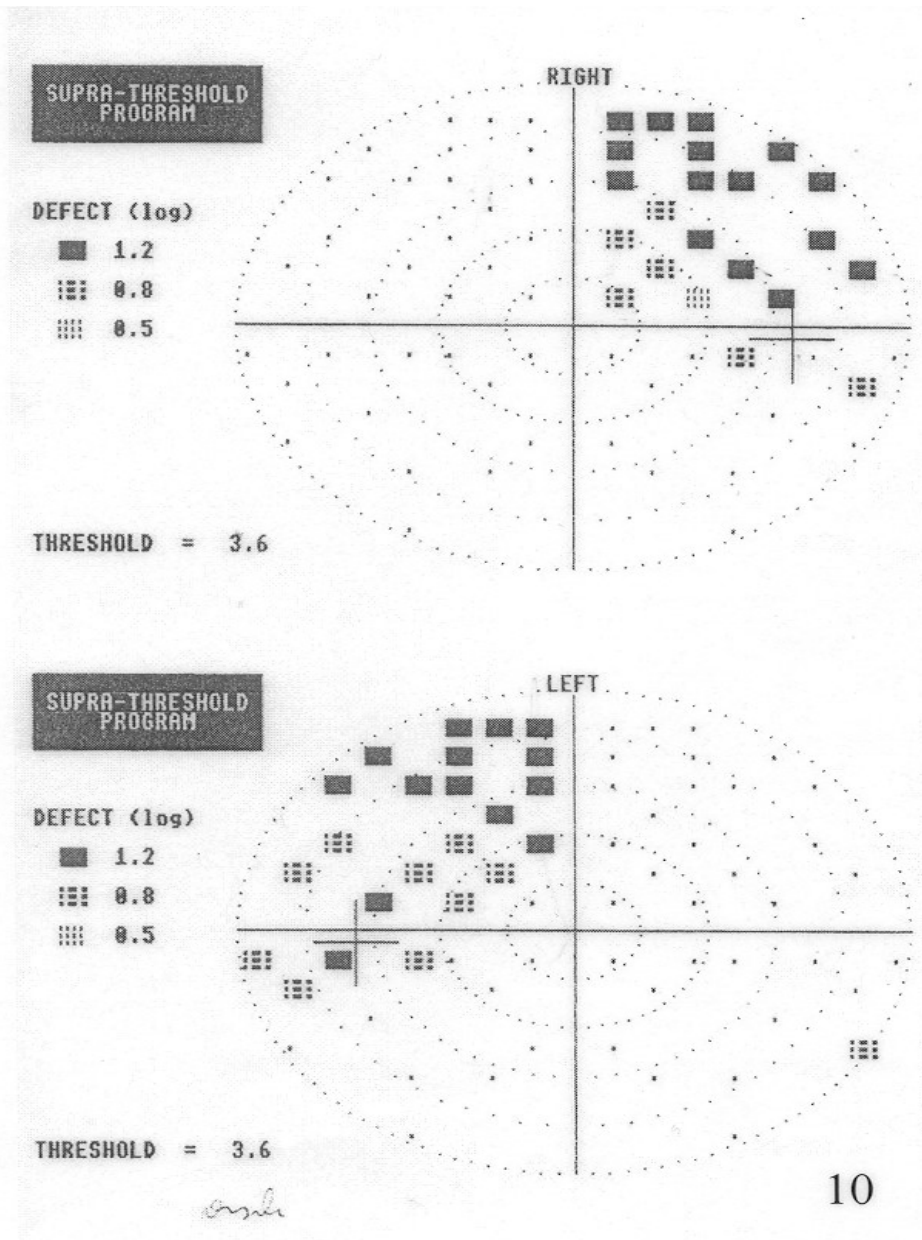 RIGHT
SUPRA-THRESHOLD
PROGRAM
DEFECT (log)
1.2
0.8
0.5
THRESHOLD = 3.6
LEFT
SUPRA-THRESHOLD
PROGRAM
DEFECT (log)
1.2
0.8
0.5
THRESHOLD = 3.6
10